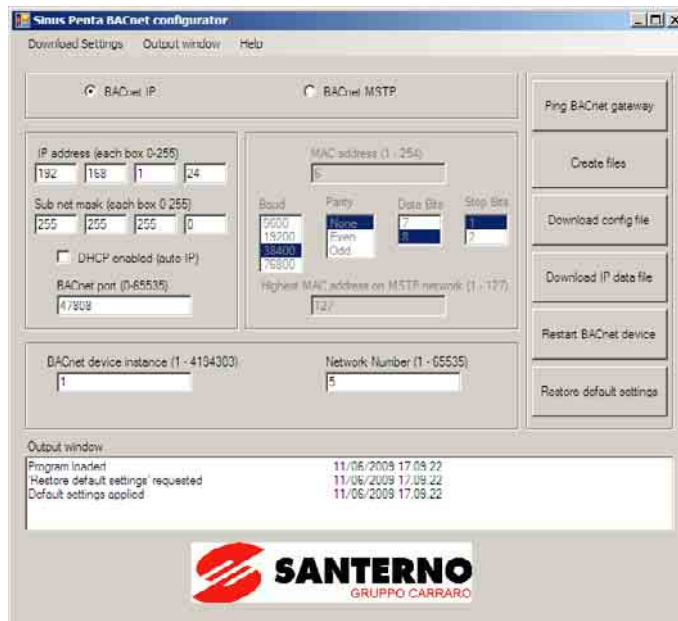 Sinus Penta BACnet configurator
Download Settings Output window Help
BACnet IP
BACnet MSTP
Ping BACnet gateway
IP address (each box 0-255)
192 168 1 24
Sub net mask (each box 0 255)
255 255 255 0
DHCP enabled (auto IP)
BACnet port (0-65535)
47808
MAC address (1 - 254)
6
Baud Parity Data Bits Stop Bits
9600 None 7 1
19200 Even 8 2
38400 Odd
76800
Highest MAC address on MSTP network (1 - 127)
127
Create files
Download config file
Download IP data file
Restart BACnet device
Restore default settings
BACnet device instance (1 - 4194303)
1
Network Number (1 - 65535)
5
Output window
Program loaded 11/06/2009 17.09.22
'Restore default settings' requested 11/06/2009 17.09.22
Default settings applied 11/06/2009 17.09.22
SANTERNO
GRUPPO CARRARO